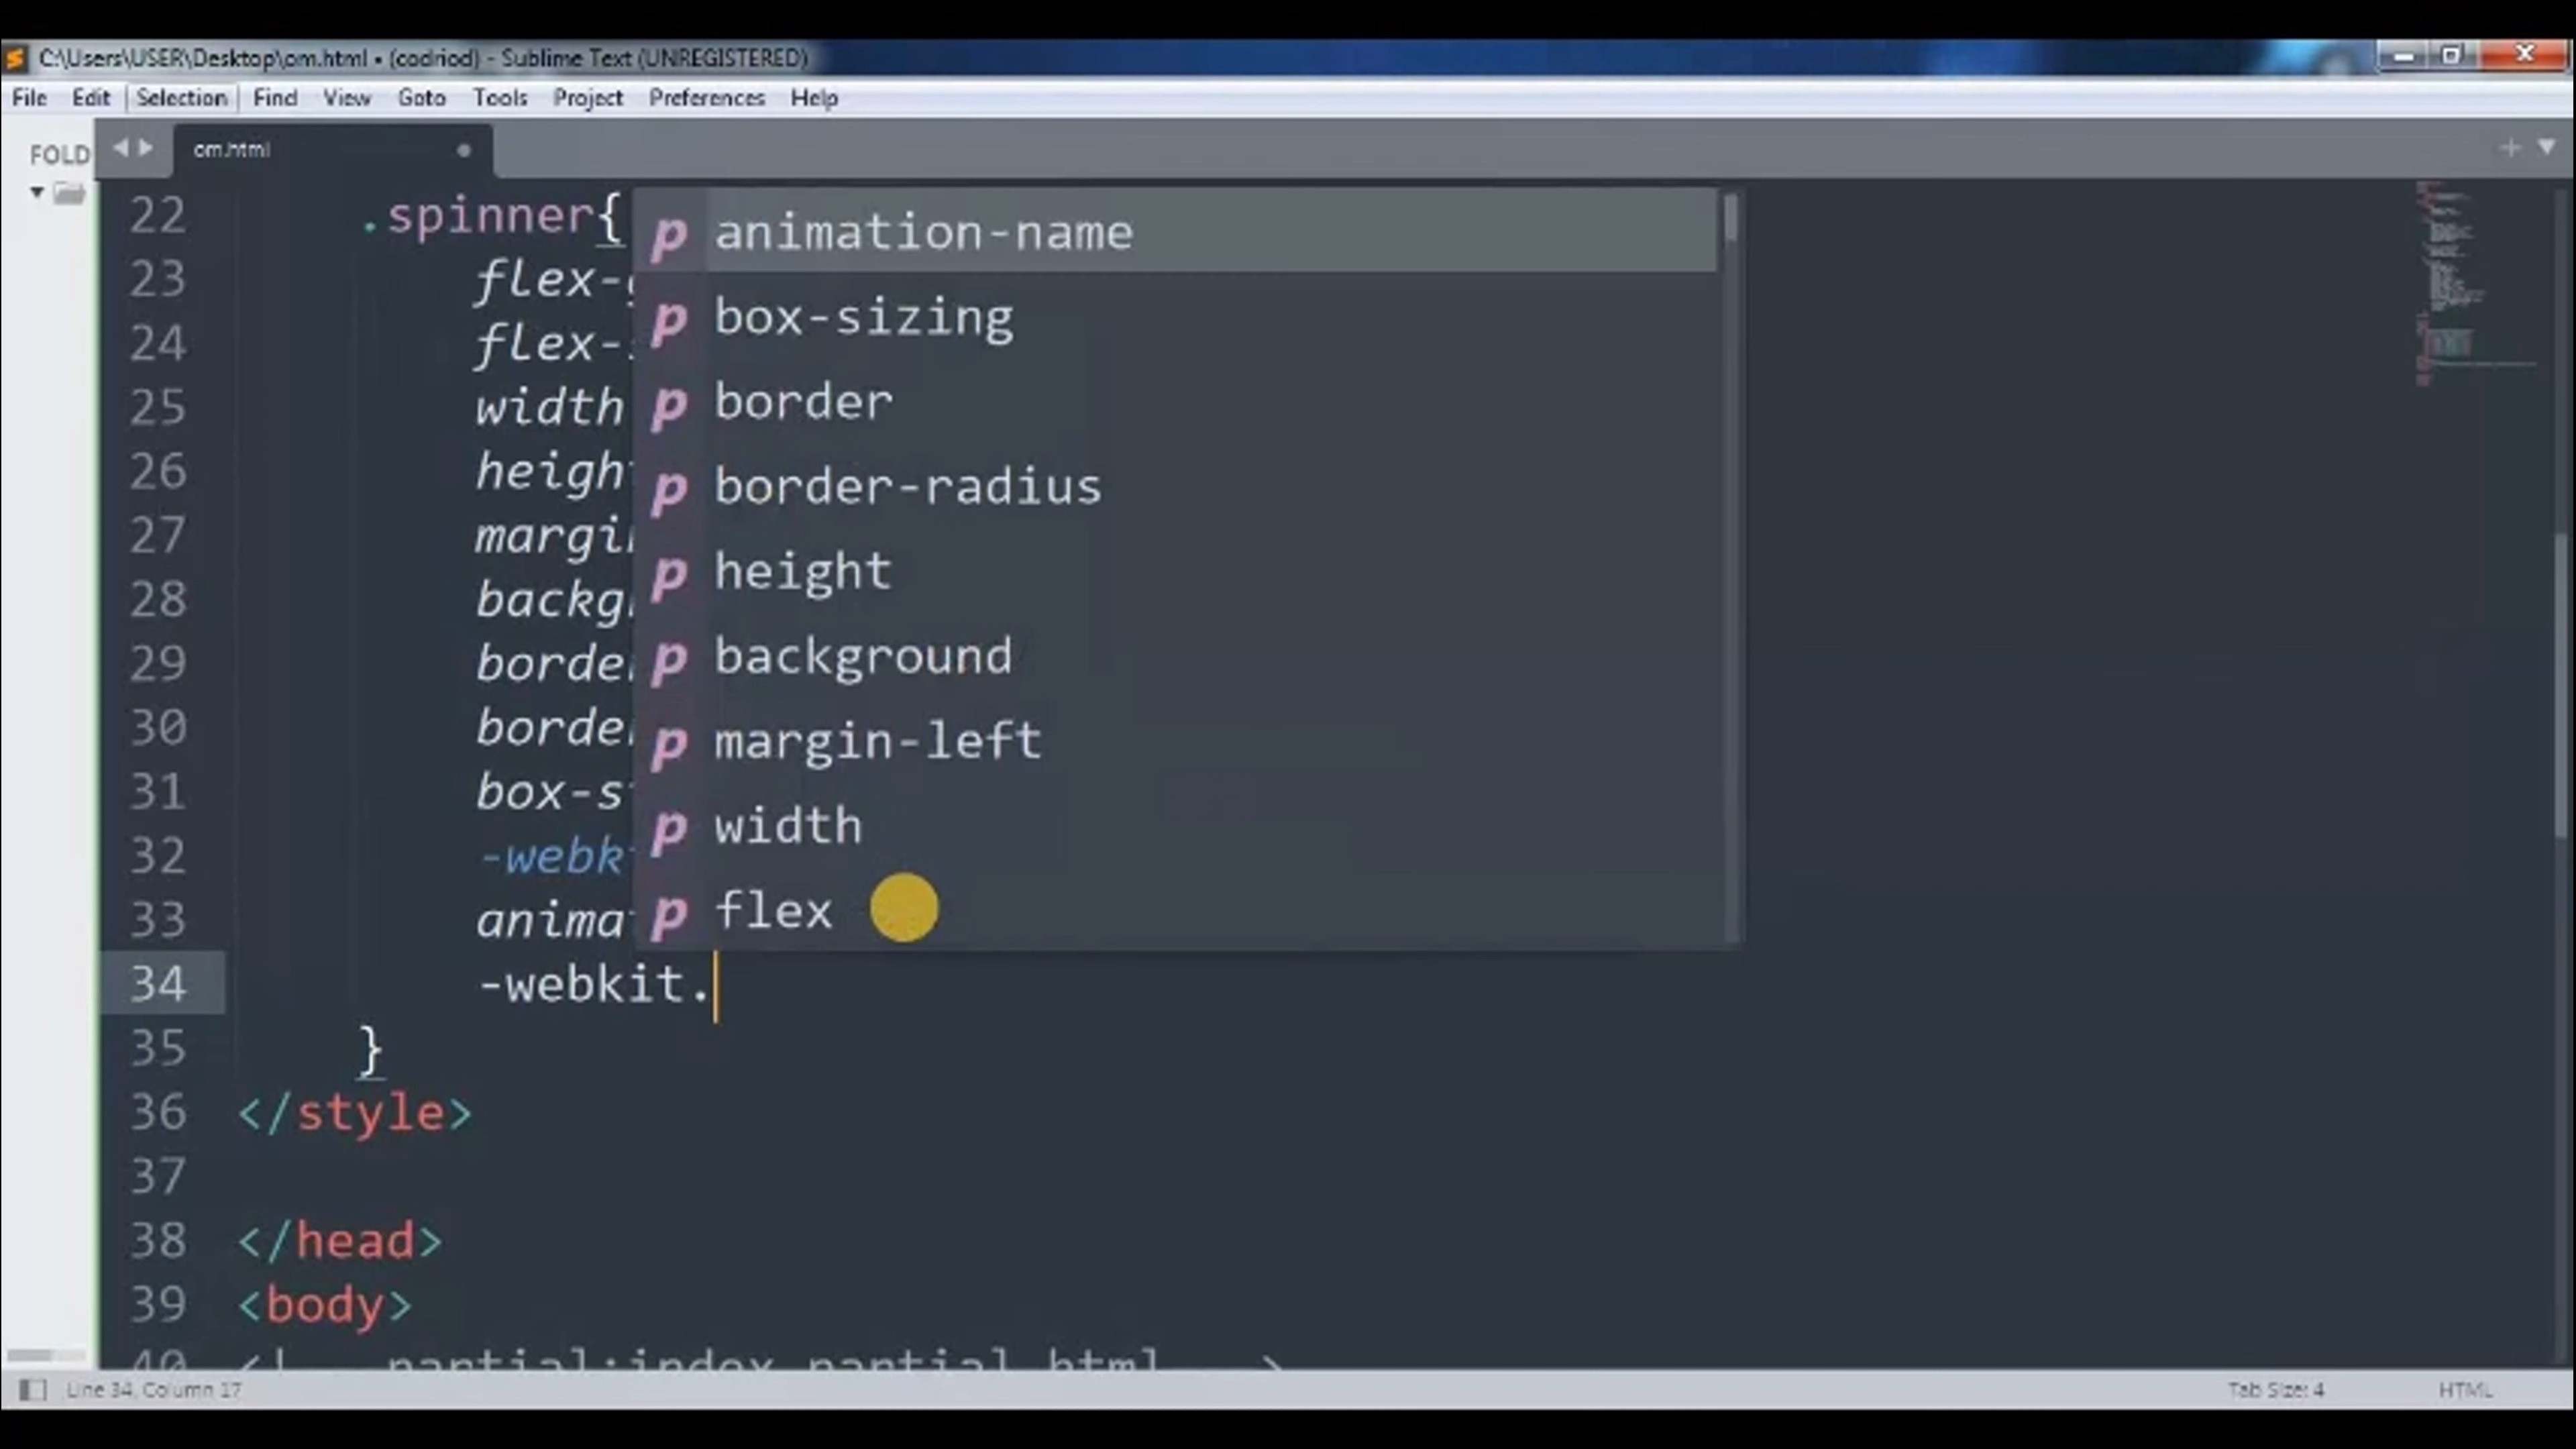 C:\Users\USER\Desktop\om.html • (codriod) - Sublime Text (UNREGISTERED)
File Edit Selection Find View Goto Tools Project Preferences Help
FOLD
om.html
22 .spinner{
23 flex-
24 flex-
25 width
26 heigh
27 margi
28 backg
29 borde
30 borde
31 box-s
32 -webk
33 anima
34 -webkit.
35 }
36 </style>
37
38 </head>
39 <body>
p animation-name
p box-sizing
p border
p border-radius
p height
p background
p margin-left
p width
p flex
Line 34, Column 17
Tab Size: 4
HTML